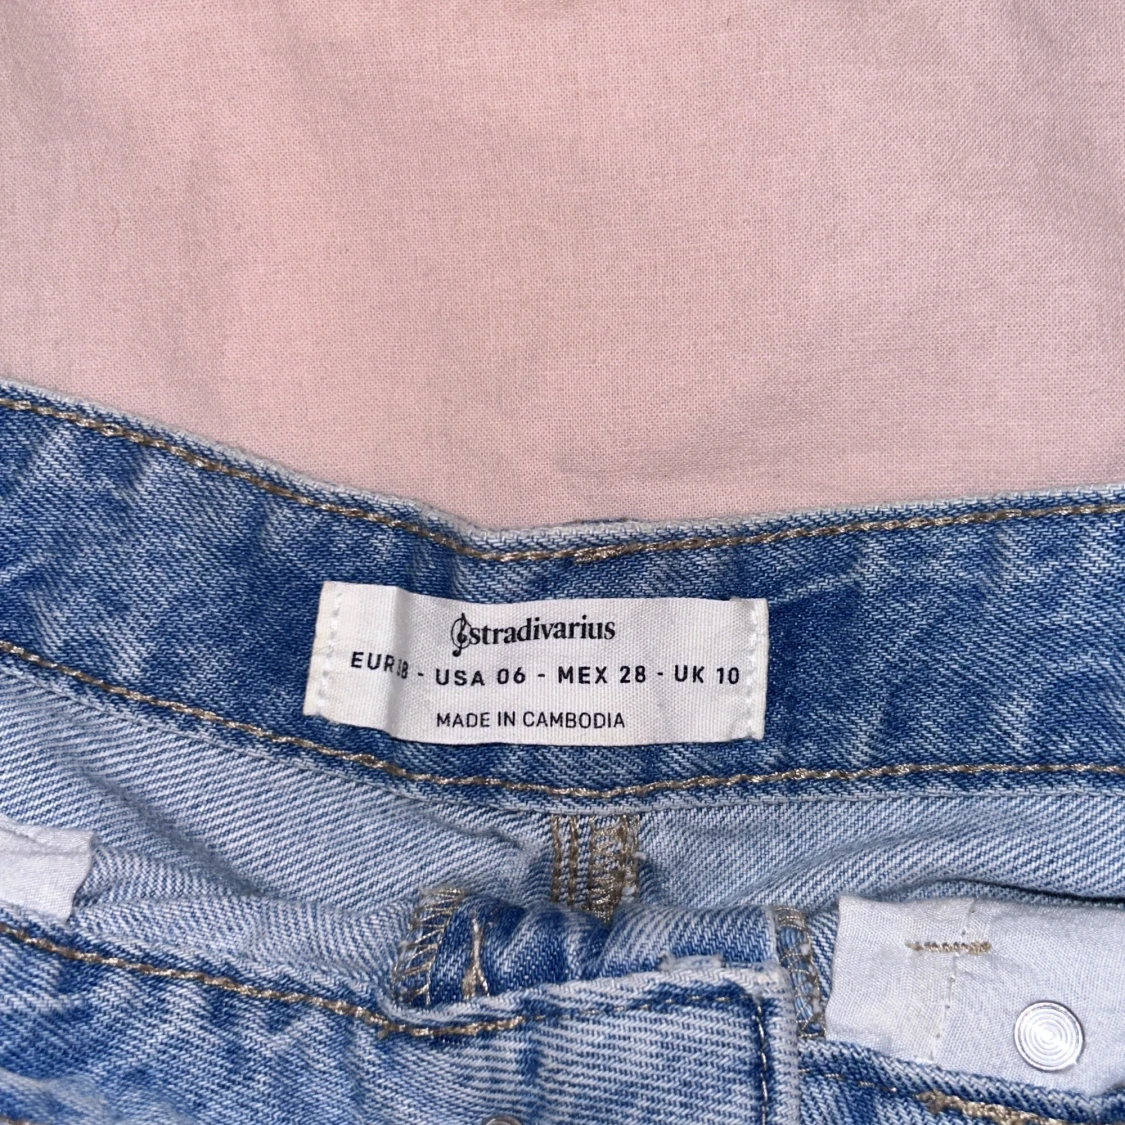 stradivarius
EUR 38 - USA 06 - MEX 28 - UK 10
MADE IN CAMBODIA